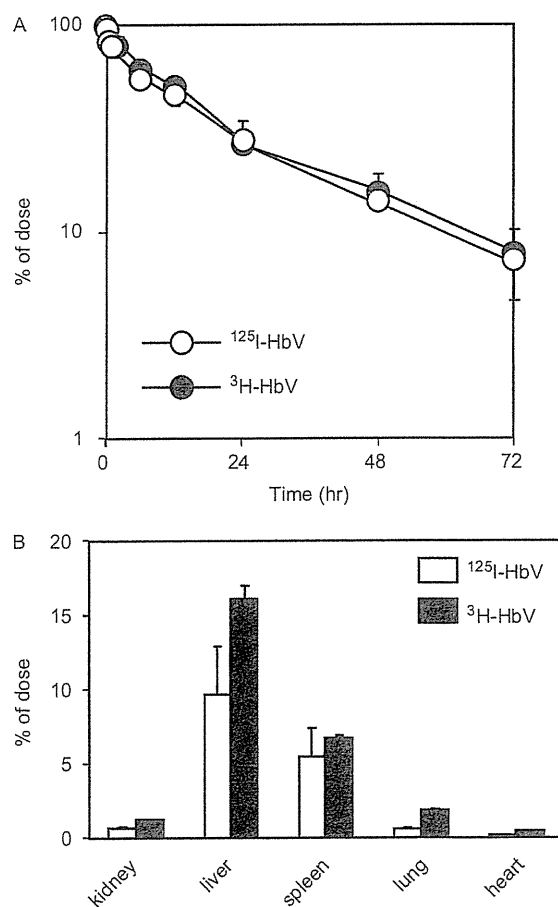 A
100
10
1
% of dose
¹²⁵I-HbV
³H-HbV
0 24 48 72
Time (hr)
B
20
15
10
5
0
% of dose
¹²⁵I-HbV
³H-HbV
kidney liver spleen lung heart